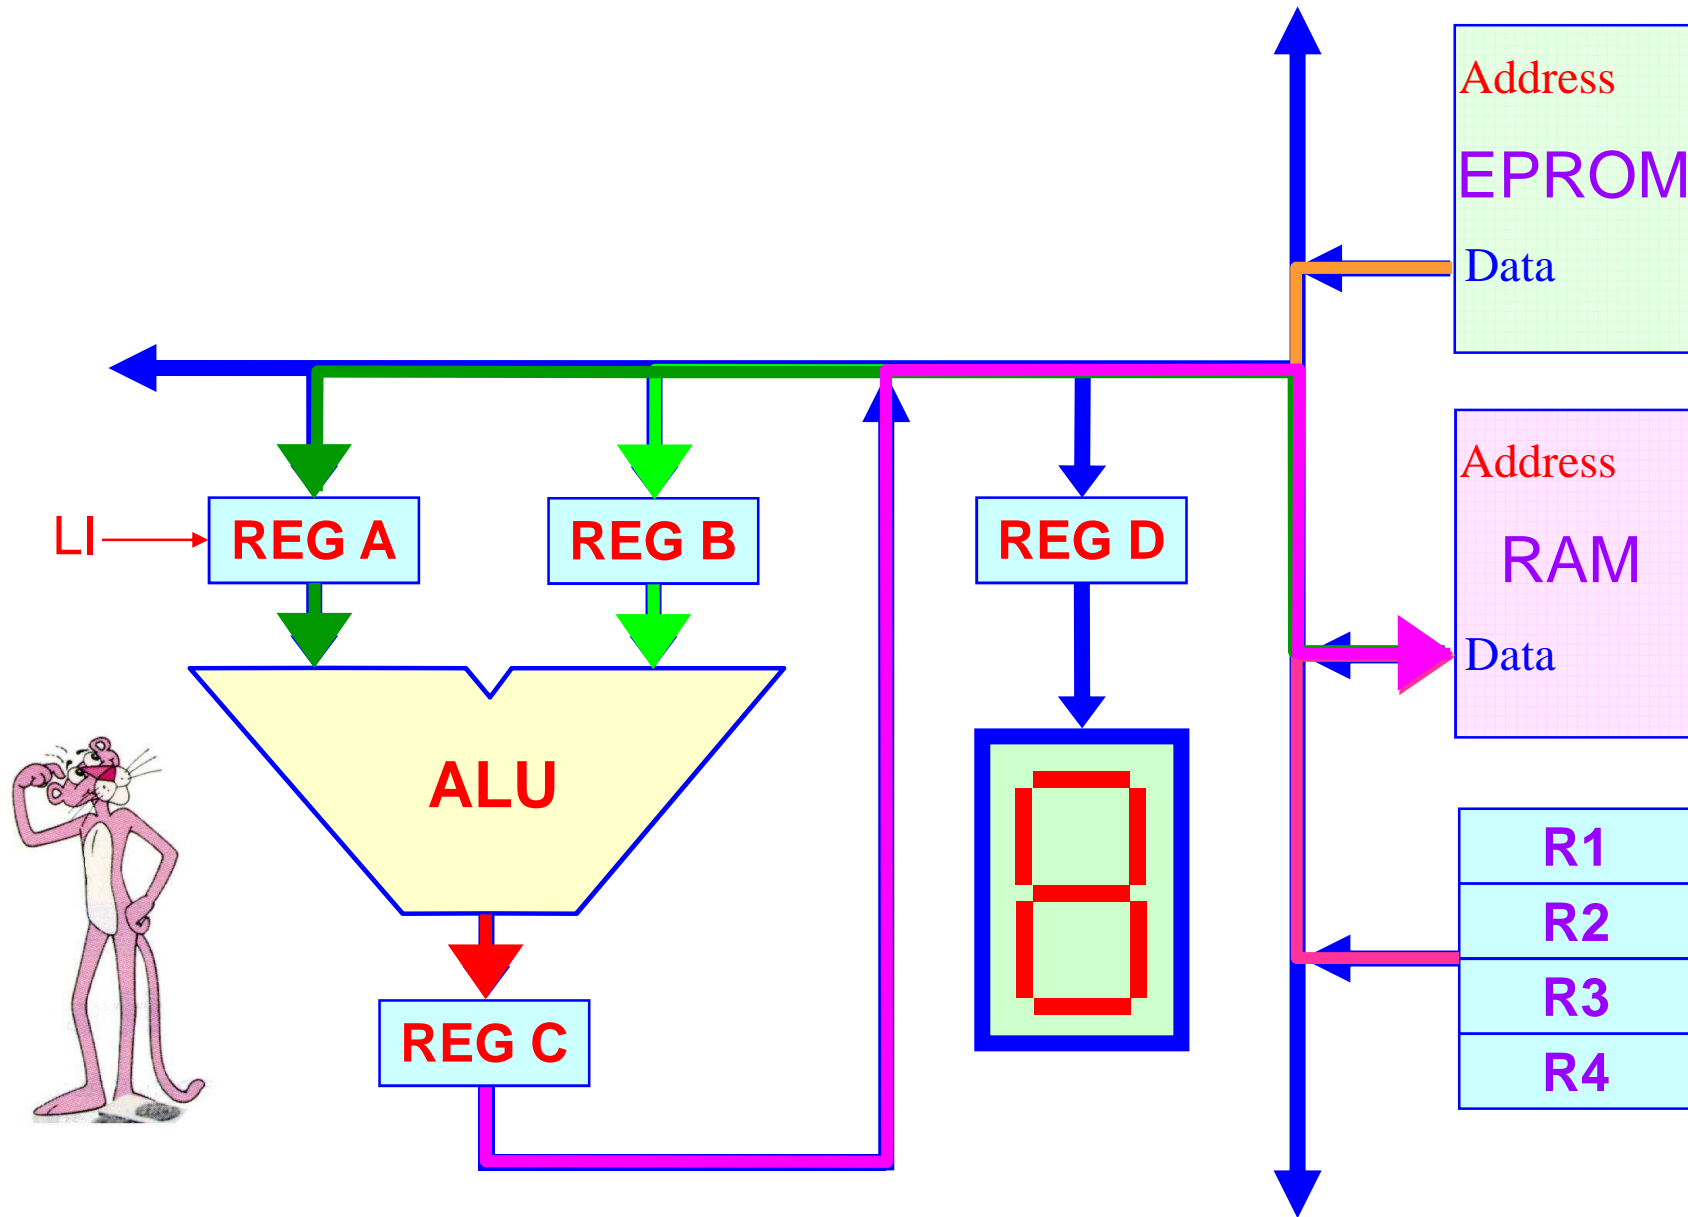 Address
EPROM
Data
LI
REG A
REG B
REG D
Address
RAM
Data
ALU
R1
R2
R3
R4
REG C